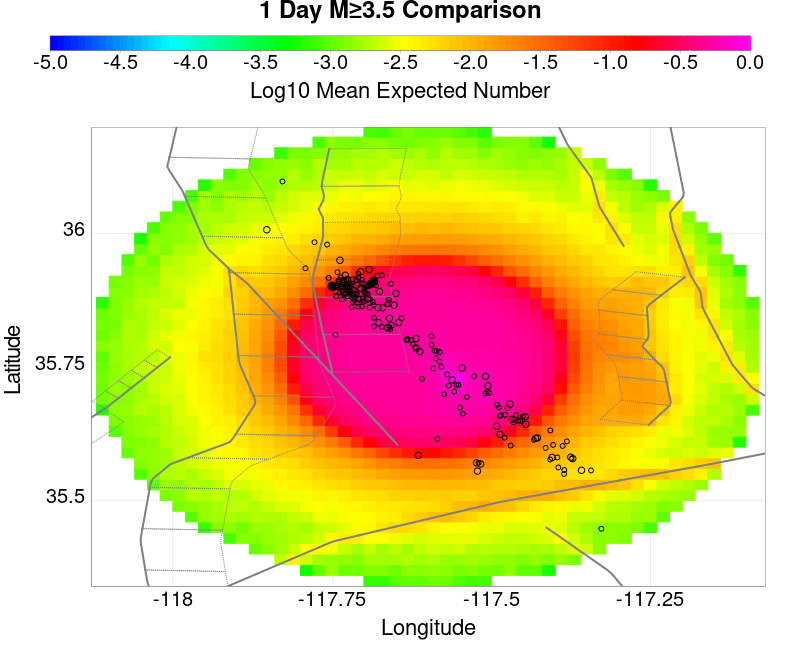 1 Day M≥3.5 Comparison
-5.0 -4.5 -4.0 -3.5 -3.0 -2.5 -2.0 -1.5 -1.0 -0.5 0.0
Log10 Mean Expected Number
36
35.75
35.5
Latitude
-118 -117.75 -117.5 -117.25
Longitude